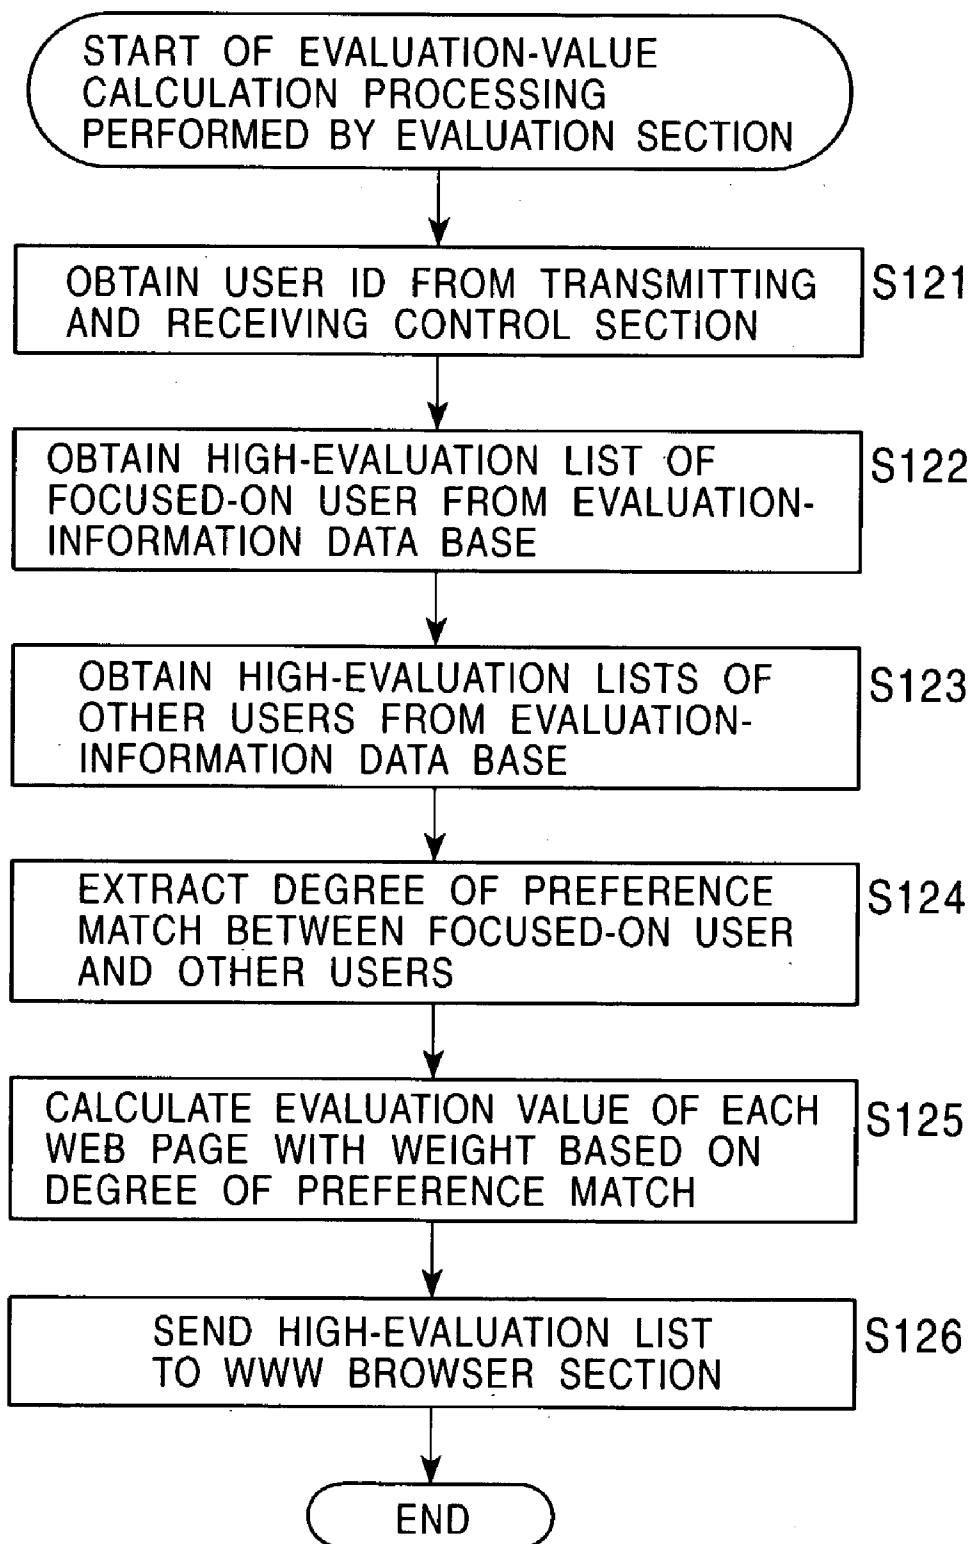 START OF EVALUATION-VALUE
CALCULATION PROCESSING
PERFORMED BY EVALUATION SECTION
OBTAIN USER ID FROM TRANSMITTING
AND RECEIVING CONTROL SECTION
S121
OBTAIN HIGH-EVALUATION LIST OF
FOCUSED-ON USER FROM EVALUATION-
INFORMATION DATA BASE
S122
OBTAIN HIGH-EVALUATION LISTS OF
OTHER USERS FROM EVALUATION-
INFORMATION DATA BASE
S123
EXTRACT DEGREE OF PREFERENCE
MATCH BETWEEN FOCUSED-ON USER
AND OTHER USERS
S124
CALCULATE EVALUATION VALUE OF EACH
WEB PAGE WITH WEIGHT BASED ON
DEGREE OF PREFERENCE MATCH
S125
SEND HIGH-EVALUATION LIST
TO WWW BROWSER SECTION
S126
END